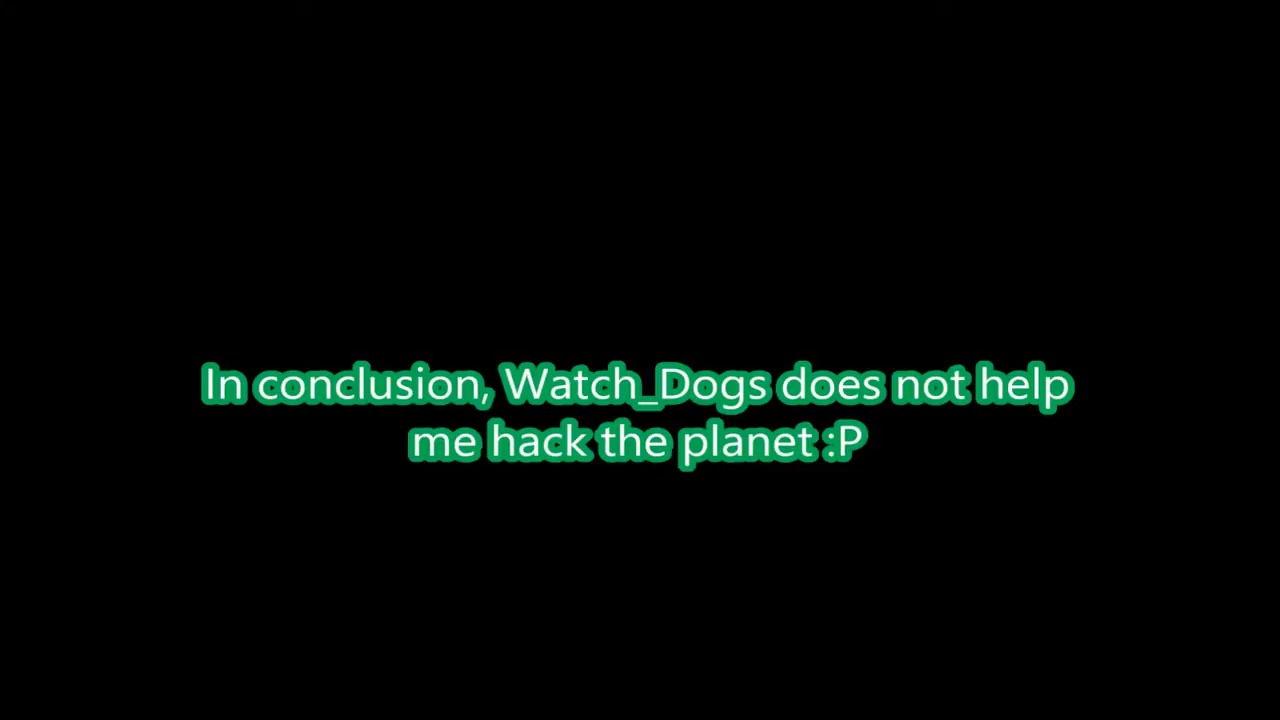 In conclusion, Watch_Dogs does not help
me hack the planet :P